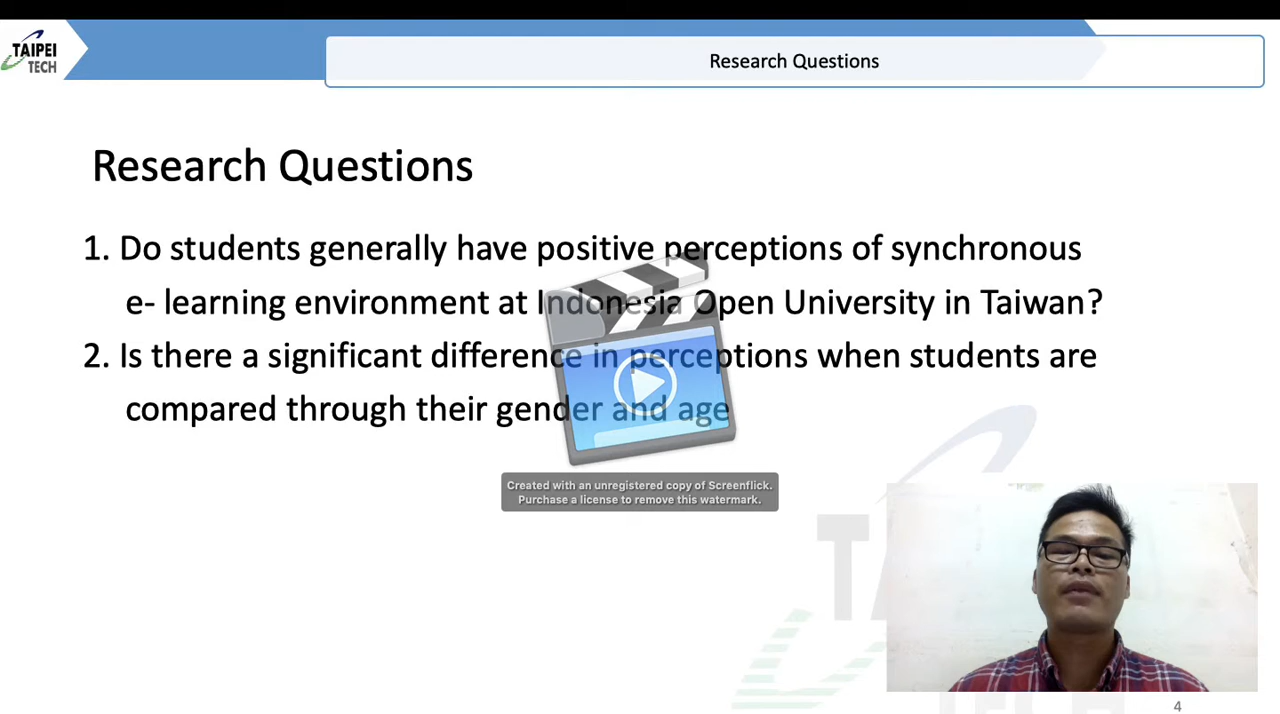 TAIPEI
TECH
Research Questions
Research Questions
1. Do students generally have positive perceptions of synchronous
e- learning environment at Indonesia Open University in Taiwan?
2. Is there a significant difference in perceptions when students are
compared through their gender and age
Created with an unregistered copy of Screenflick.
Purchase a license to remove this watermark.
TA
4